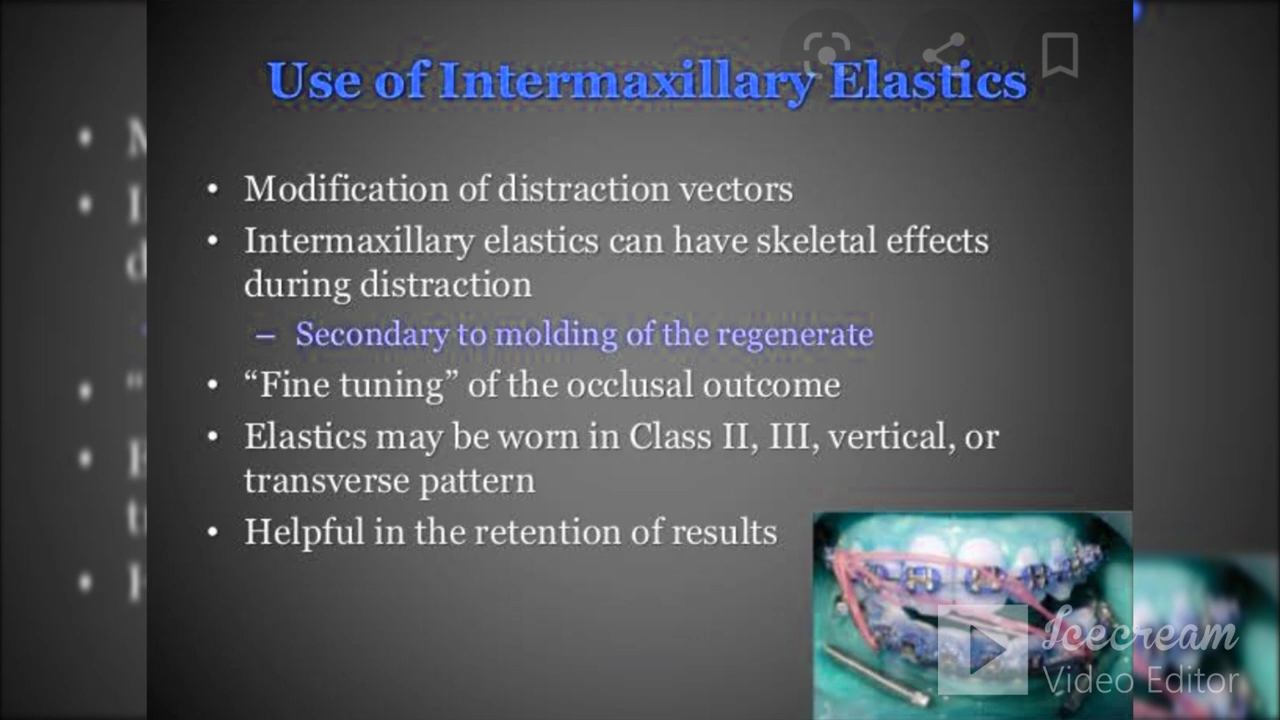 Use of Intermaxillary Elastics
• Modification of distraction vectors
• Intermaxillary elastics can have skeletal effects
during distraction
– Secondary to molding of the regenerate
• “Fine tuning” of the occlusal outcome
• Elastics may be worn in Class II, III, vertical, or
transverse pattern
• Helpful in the retention of results
Icecream
Video Editor